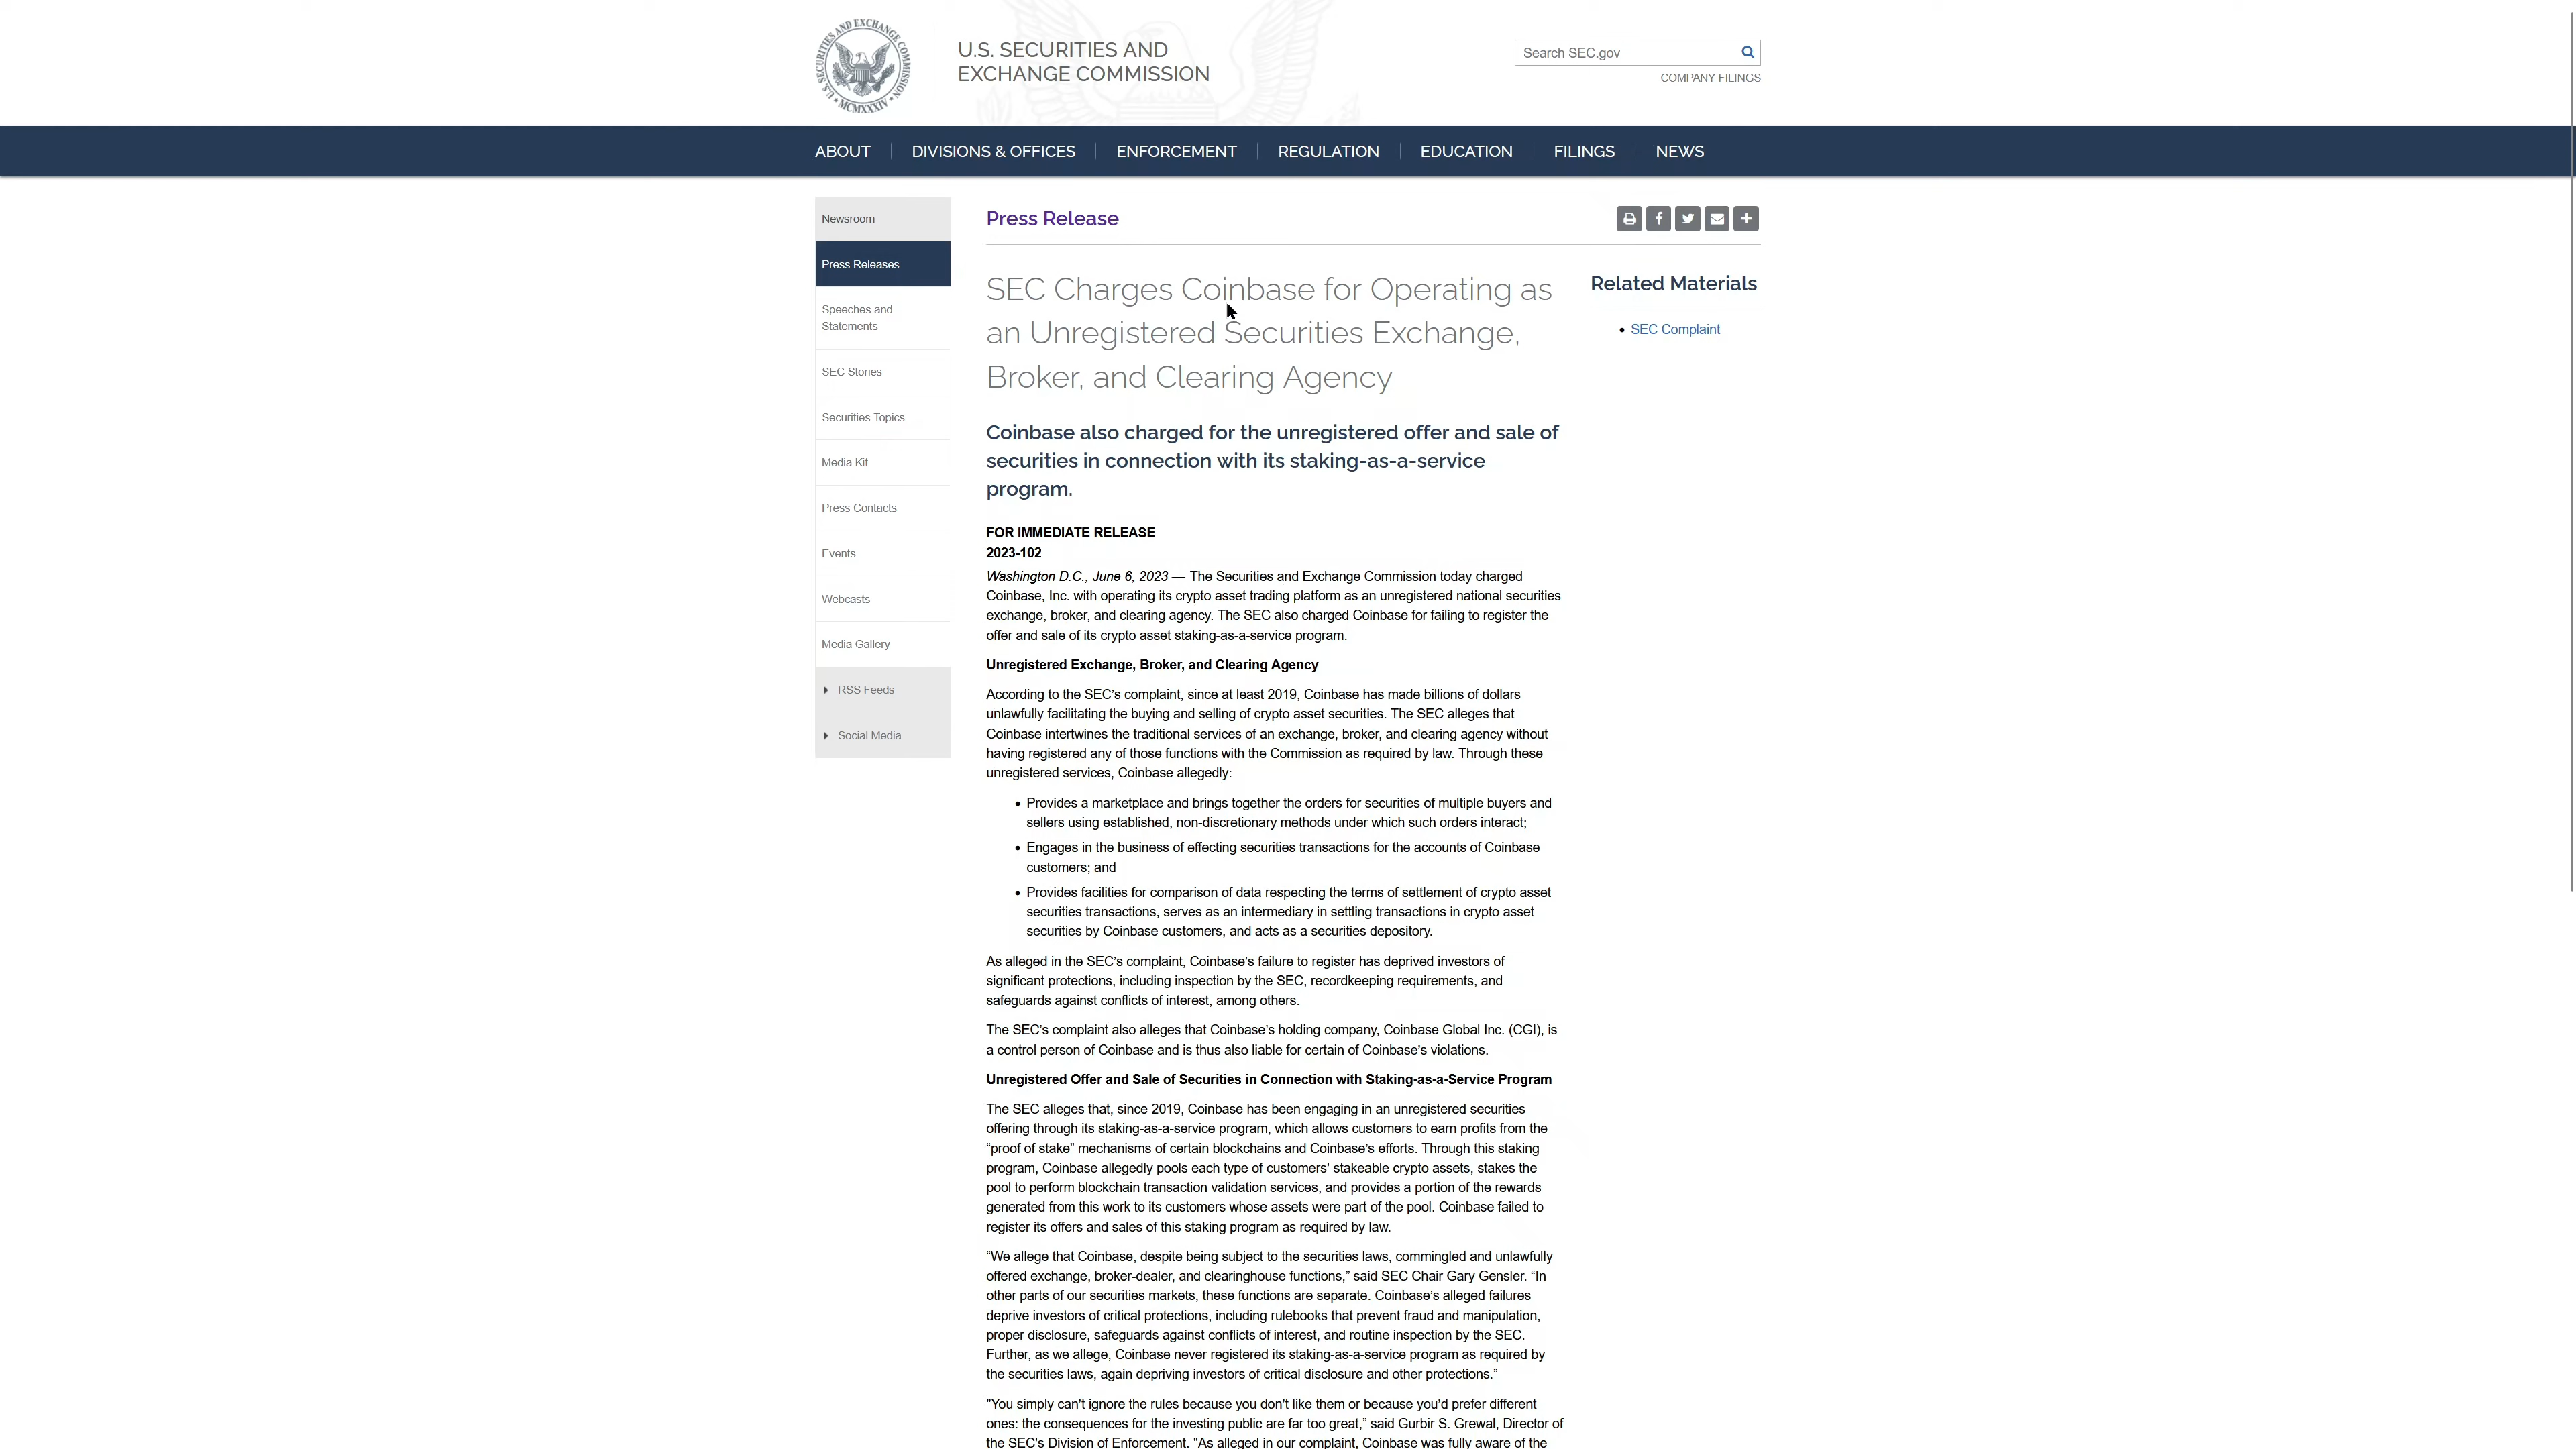 U.S. SECURITIES AND EXCHANGE COMMISSION
MCMXXXIV
U.S. SECURITIES AND
EXCHANGE COMMISSION
Search SEC.gov
COMPANY FILINGS
ABOUT
DIVISIONS & OFFICES
ENFORCEMENT
REGULATION
EDUCATION
FILINGS
NEWS
Newsroom
Press Releases
Speeches and
Statements
SEC Stories
Securities Topics
Media Kit
Press Contacts
Events
Webcasts
Media Gallery
RSS Feeds
Social Media
Press Release
SEC Charges Coinbase for Operating as
an Unregistered Securities Exchange,
Broker, and Clearing Agency
Coinbase also charged for the unregistered offer and sale of
securities in connection with its staking-as-a-service
program.
FOR IMMEDIATE RELEASE
2023-102
Washington D.C., June 6, 2023 — The Securities and Exchange Commission today charged
Coinbase, Inc. with operating its crypto asset trading platform as an unregistered national securities
exchange, broker, and clearing agency. The SEC also charged Coinbase for failing to register the
offer and sale of its crypto asset staking-as-a-service program.
Unregistered Exchange, Broker, and Clearing Agency
According to the SEC’s complaint, since at least 2019, Coinbase has made billions of dollars
unlawfully facilitating the buying and selling of crypto asset securities. The SEC alleges that
Coinbase intertwines the traditional services of an exchange, broker, and clearing agency without
having registered any of those functions with the Commission as required by law. Through these
unregistered services, Coinbase allegedly:
• Provides a marketplace and brings together the orders for securities of multiple buyers and
sellers using established, non-discretionary methods under which such orders interact;
• Engages in the business of effecting securities transactions for the accounts of Coinbase
customers; and
• Provides facilities for comparison of data respecting the terms of settlement of crypto asset
securities transactions, serves as an intermediary in settling transactions in crypto asset
securities by Coinbase customers, and acts as a securities depository.
As alleged in the SEC’s complaint, Coinbase’s failure to register has deprived investors of
significant protections, including inspection by the SEC, recordkeeping requirements, and
safeguards against conflicts of interest, among others.
The SEC’s complaint also alleges that Coinbase’s holding company, Coinbase Global Inc. (CGI), is
a control person of Coinbase and is thus also liable for certain of Coinbase’s violations.
Unregistered Offer and Sale of Securities in Connection with Staking-as-a-Service Program
The SEC alleges that, since 2019, Coinbase has been engaging in an unregistered securities
offering through its staking-as-a-service program, which allows customers to earn profits from the
“proof of stake” mechanisms of certain blockchains and Coinbase’s efforts. Through this staking
program, Coinbase allegedly pools each type of customers’ stakeable crypto assets, stakes the
pool to perform blockchain transaction validation services, and provides a portion of the rewards
generated from this work to its customers whose assets were part of the pool. Coinbase failed to
register its offers and sales of this staking program as required by law.
“We allege that Coinbase, despite being subject to the securities laws, commingled and unlawfully
offered exchange, broker-dealer, and clearinghouse functions,” said SEC Chair Gary Gensler. “In
other parts of our securities markets, these functions are separate. Coinbase’s alleged failures
deprive investors of critical protections, including rulebooks that prevent fraud and manipulation,
proper disclosure, safeguards against conflicts of interest, and routine inspection by the SEC.
Further, as we allege, Coinbase never registered its staking-as-a-service program as required by
the securities laws, again depriving investors of critical disclosure and other protections.”
"You simply can’t ignore the rules because you don’t like them or because you’d prefer different
ones: the consequences for the investing public are far too great,” said Gurbir S. Grewal, Director of
the SEC’s Division of Enforcement. "As alleged in our complaint, Coinbase was fully aware of the
Related Materials
• SEC Complaint